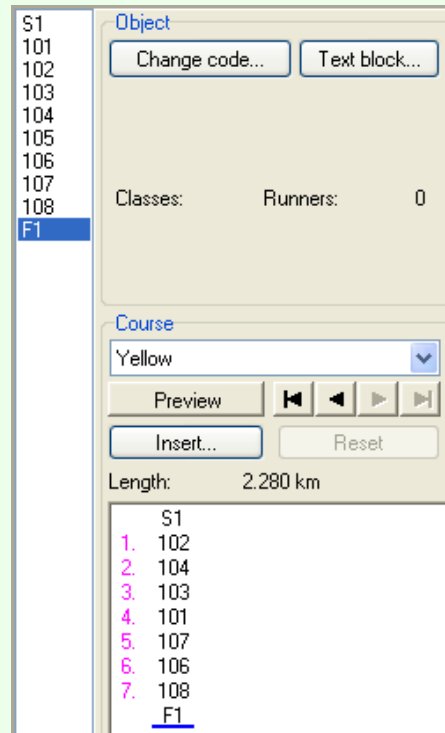 S1
101
102
103
104
105
106
107
108
F1
Object
Change code... Text block...
Classes: Runners: 0
Course
Yellow
Preview
Insert... Reset
Length: 2.280 km
S1
1. 102
2. 104
3. 103
4. 101
5. 107
6. 106
7. 108
F1